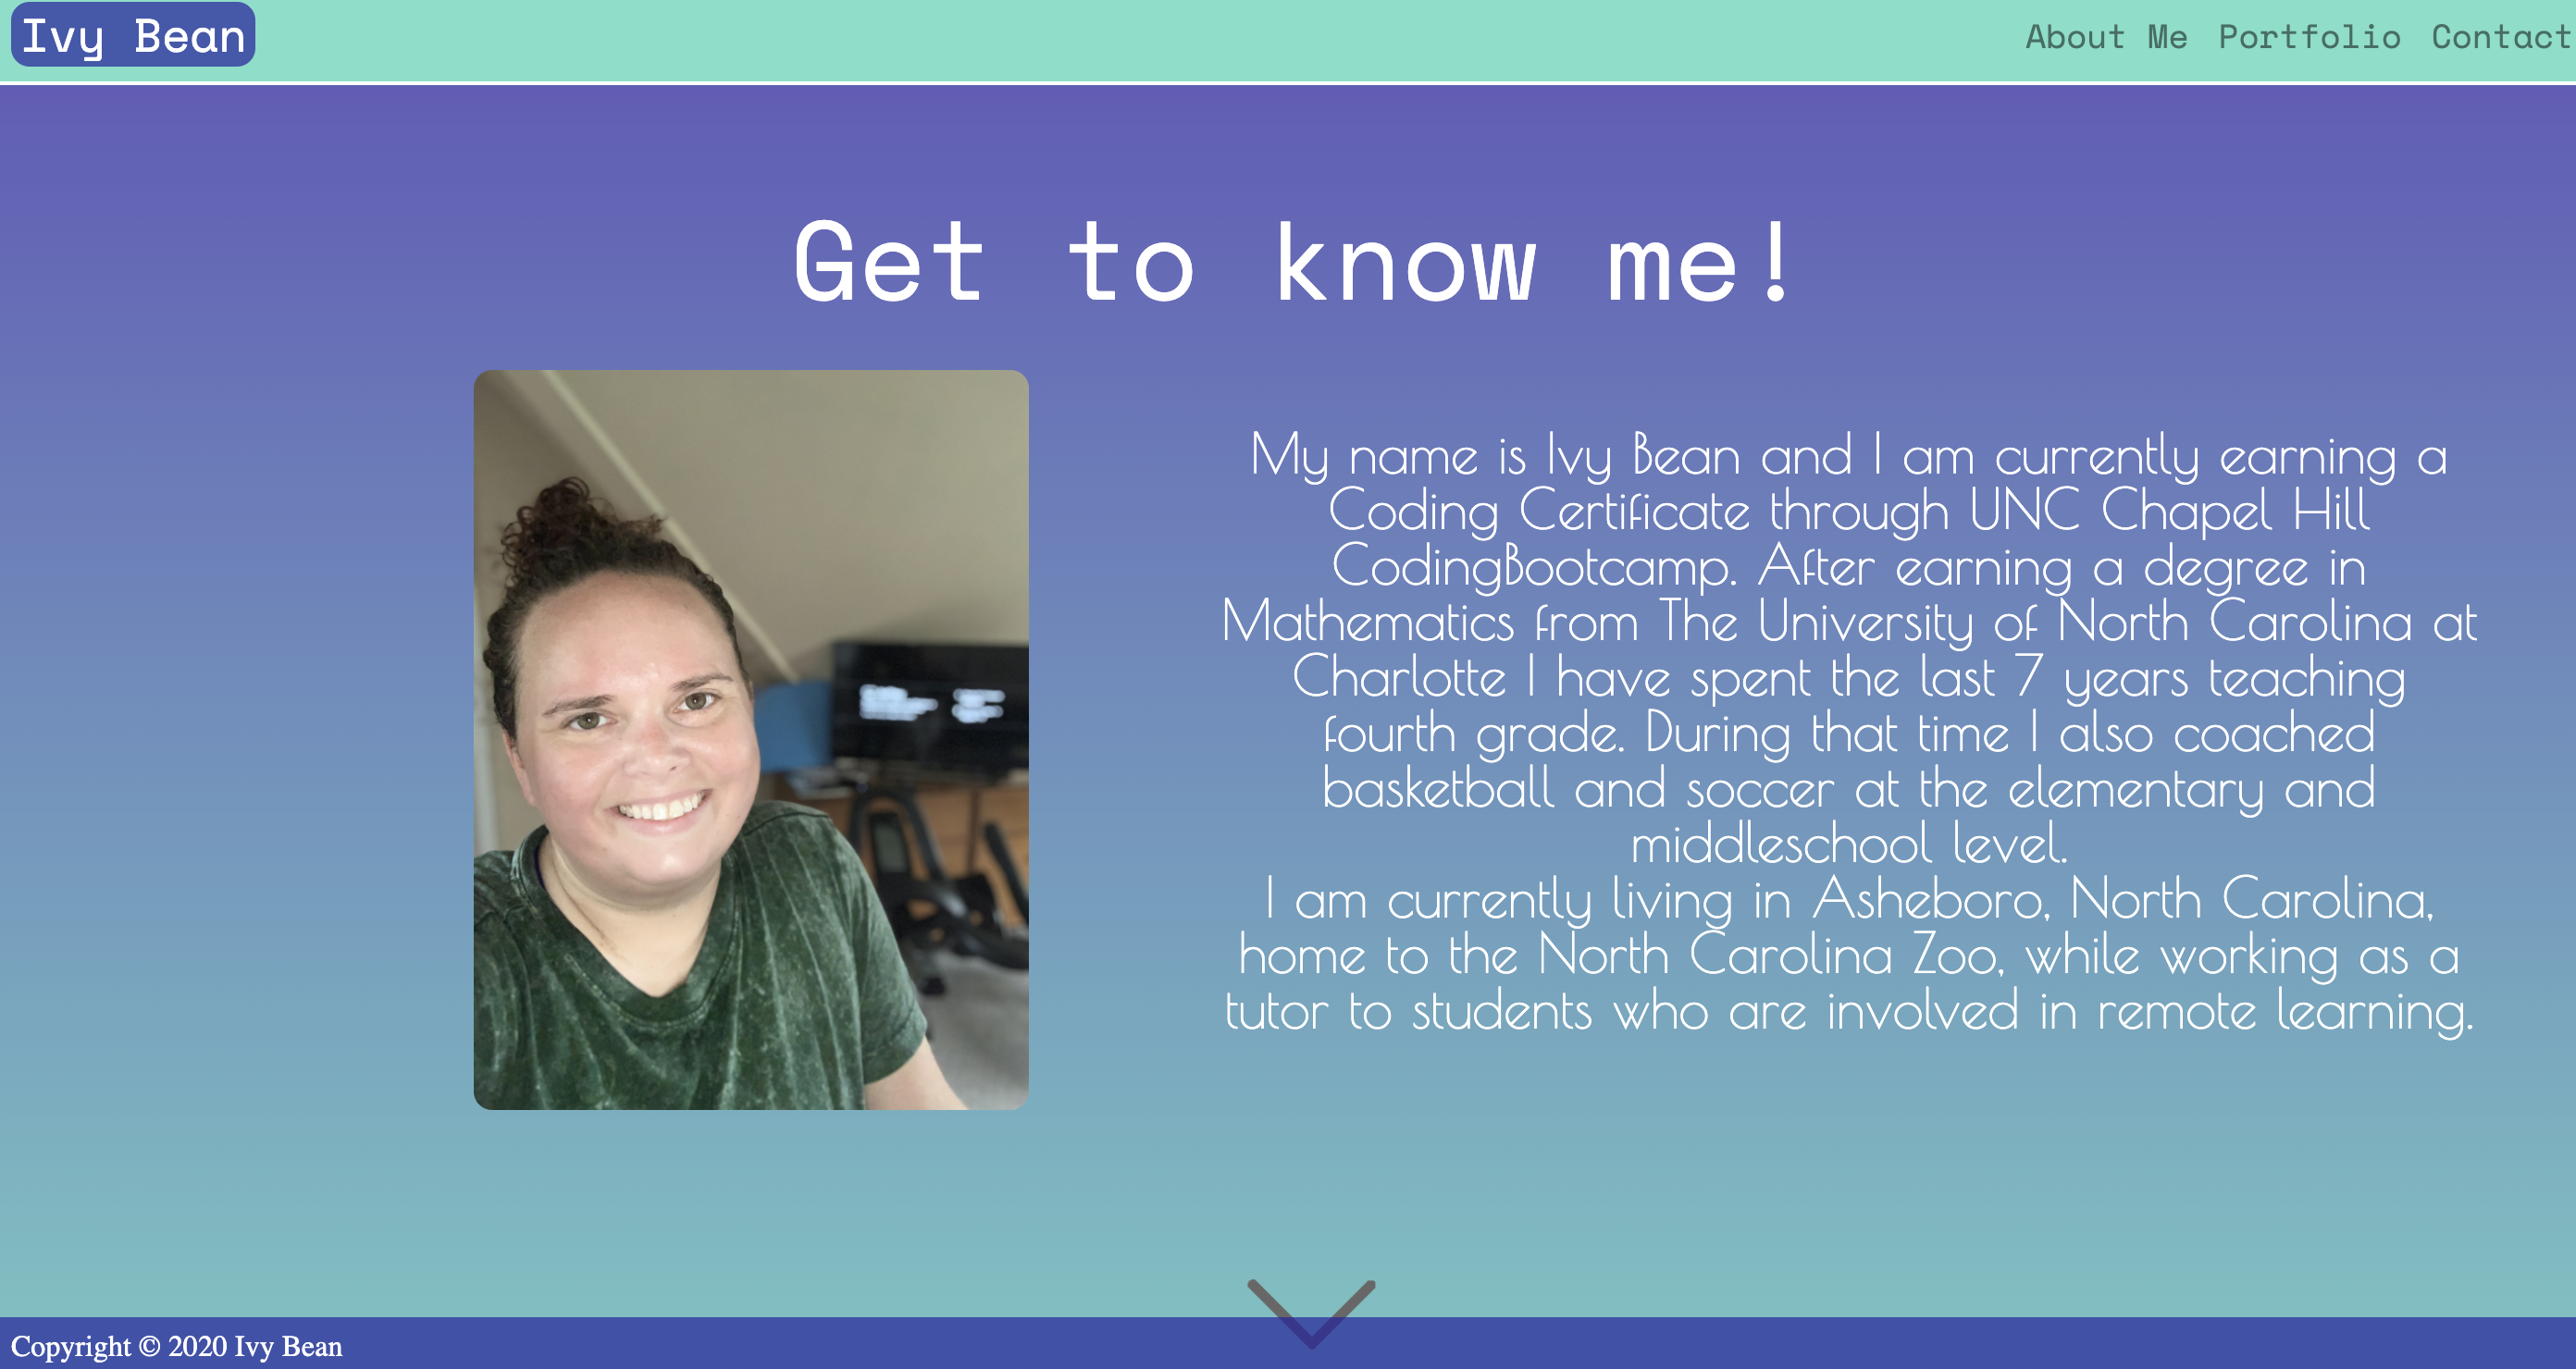 Ivy Bean
About Me Portfolio Contact
Get to know me!
My name is Ivy Bean and I am currently earning a
Coding Certificate through UNC Chapel Hill
CodingBootcamp. After earning a degree in
Mathematics from The University of North Carolina at
Charlotte I have spent the last 7 years teaching
fourth grade. During that time I also coached
basketball and soccer at the elementary and
middleschool level.
I am currently living in Asheboro, North Carolina,
home to the North Carolina Zoo, while working as a
tutor to students who are involved in remote learning.
Copyright © 2020 Ivy Bean